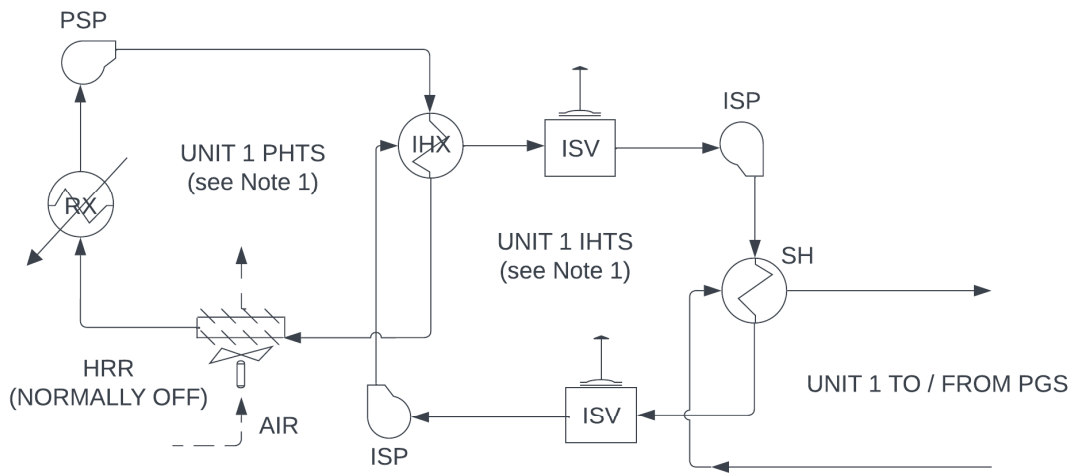 PSP
ISP
IHX
ISV
UNIT 1 PHTS
(see Note 1)
RX
UNIT 1 IHTS
(see Note 1)
SH
HRR
(NORMALLY OFF)
UNIT 1 TO / FROM PGS
ISV
AIR
ISP